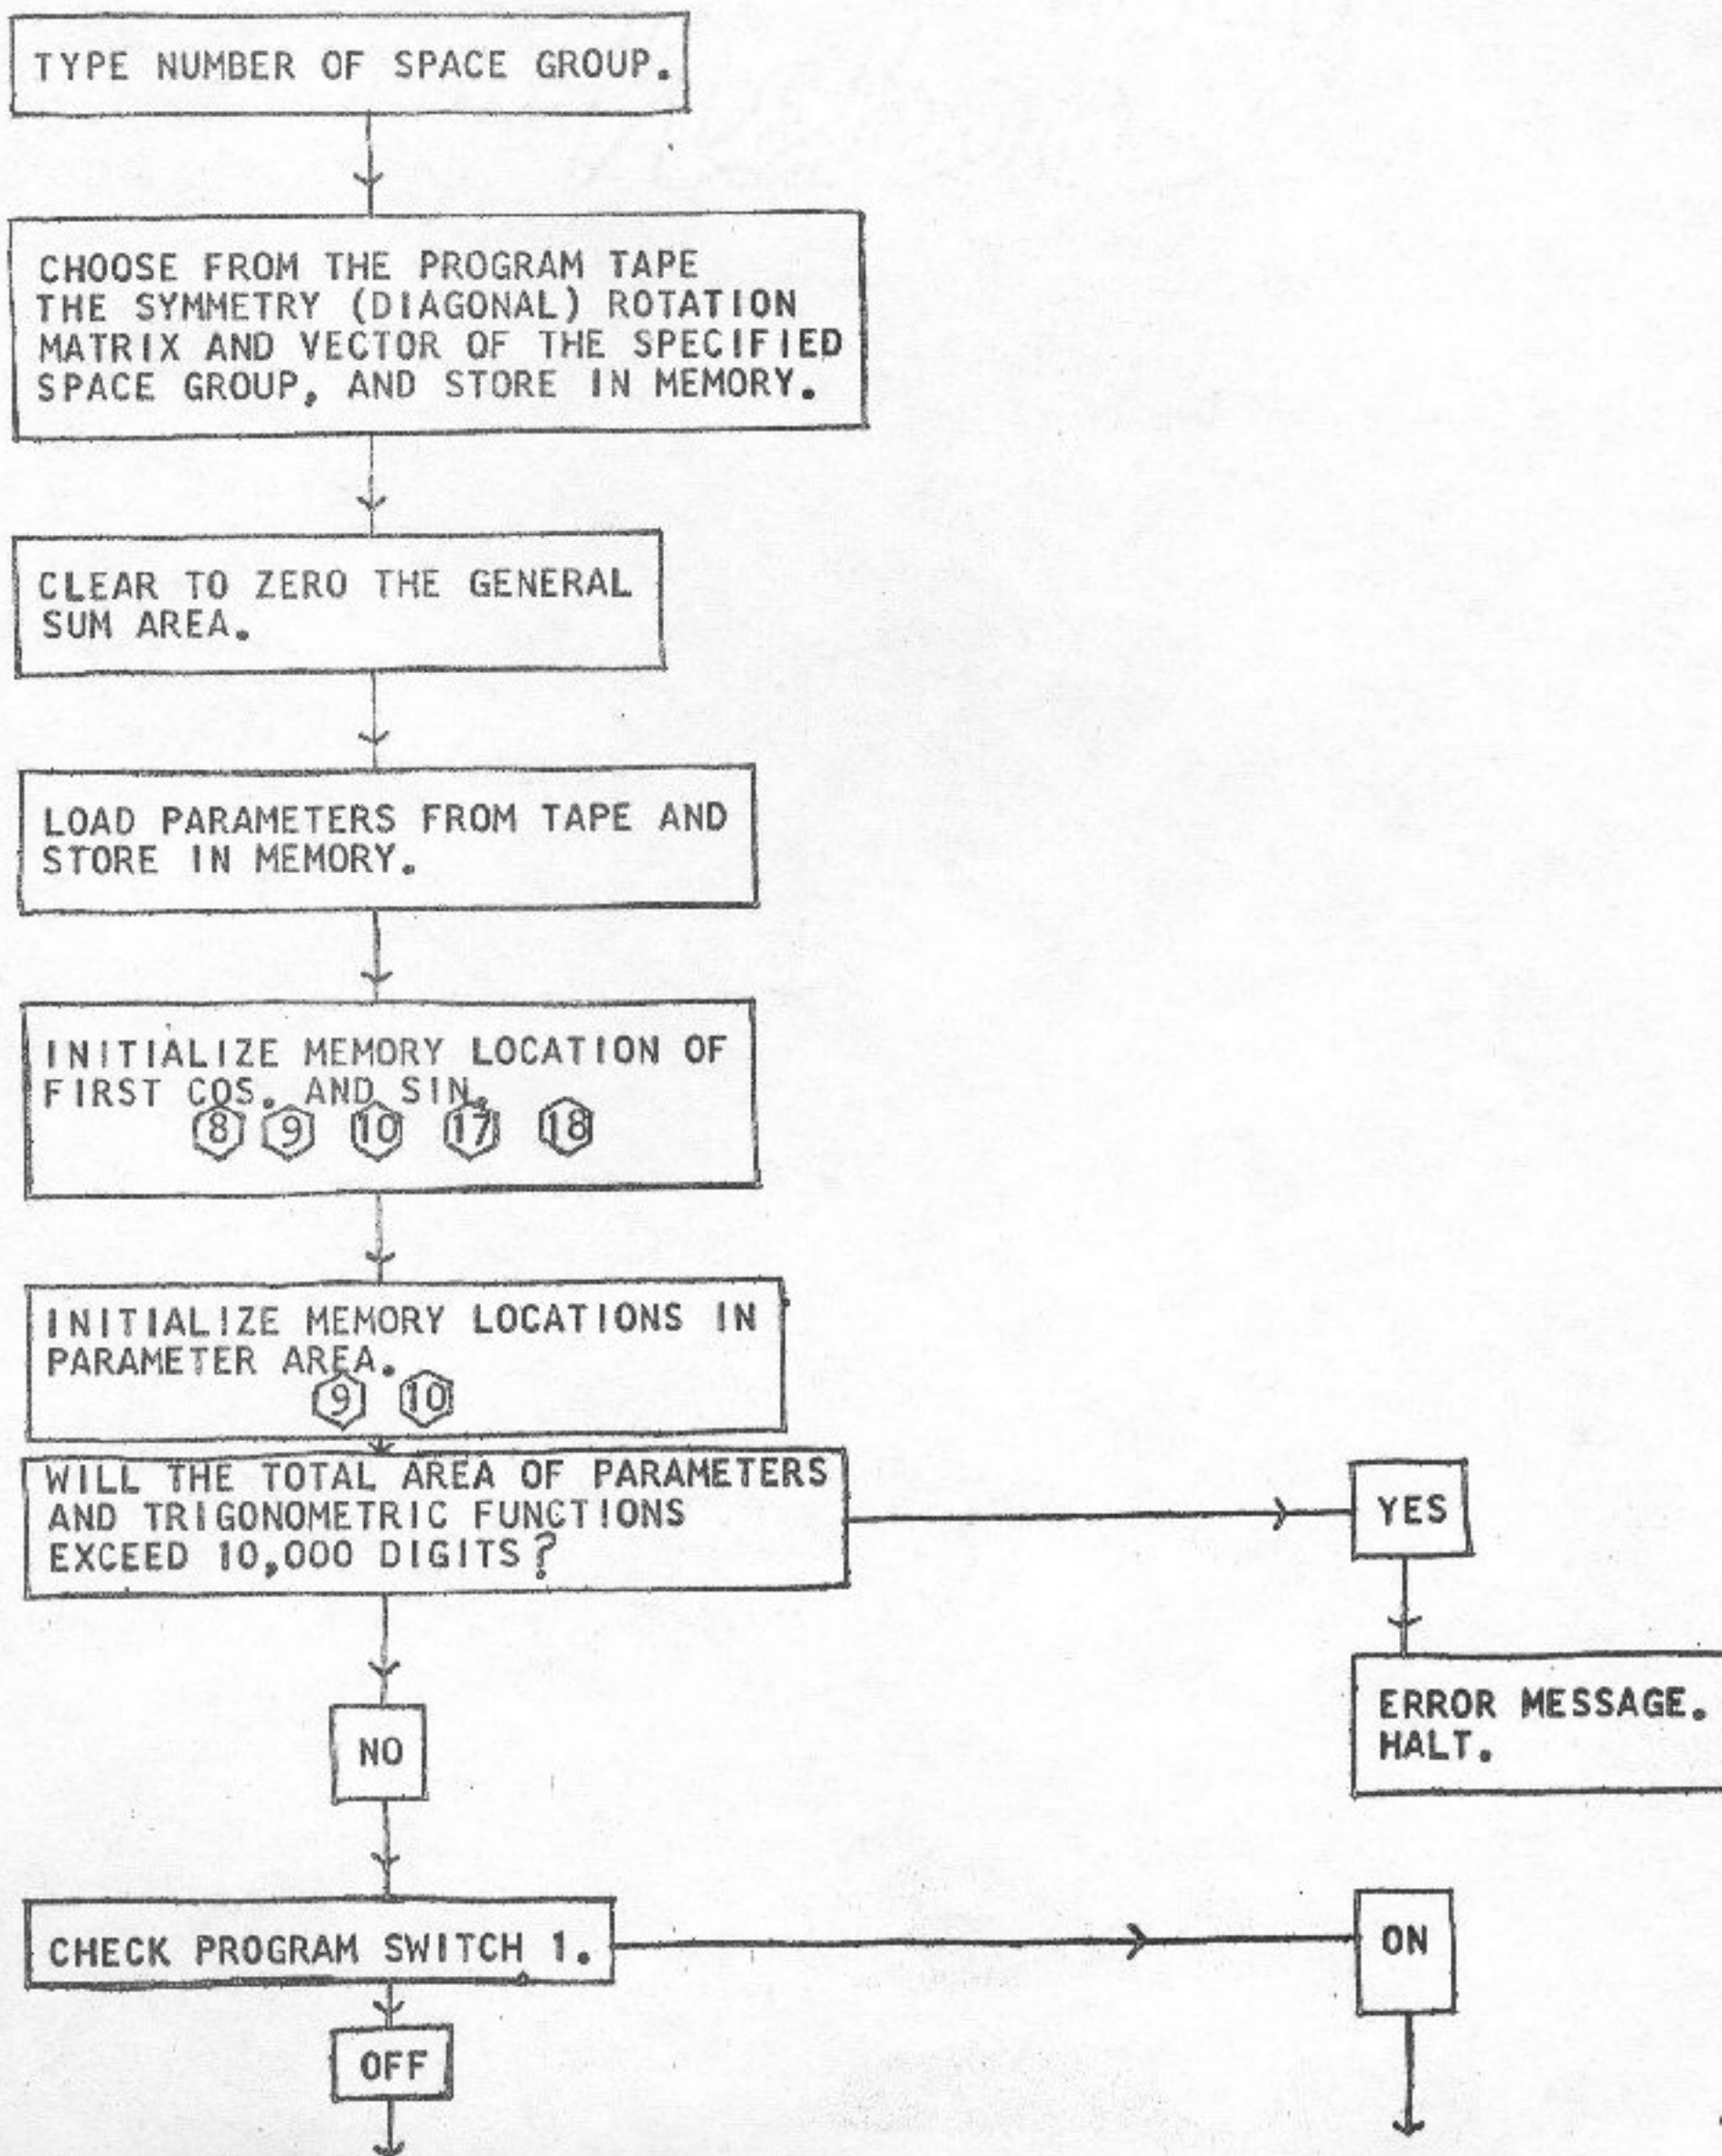 TYPE NUMBER OF SPACE GROUP.
CHOOSE FROM THE PROGRAM TAPE
THE SYMMETRY (DIAGONAL) ROTATION
MATRIX AND VECTOR OF THE SPECIFIED
SPACE GROUP, AND STORE IN MEMORY.
CLEAR TO ZERO THE GENERAL
SUM AREA.
LOAD PARAMETERS FROM TAPE AND
STORE IN MEMORY.
INITIALIZE MEMORY LOCATION OF
FIRST COS. AND SIN.
8 9 10 17 18
INITIALIZE MEMORY LOCATIONS IN
PARAMETER AREA.
9 10
WILL THE TOTAL AREA OF PARAMETERS
AND TRIGONOMETRIC FUNCTIONS
EXCEED 10,000 DIGITS?
YES
ERROR MESSAGE.
HALT.
NO
CHECK PROGRAM SWITCH 1.
ON
OFF